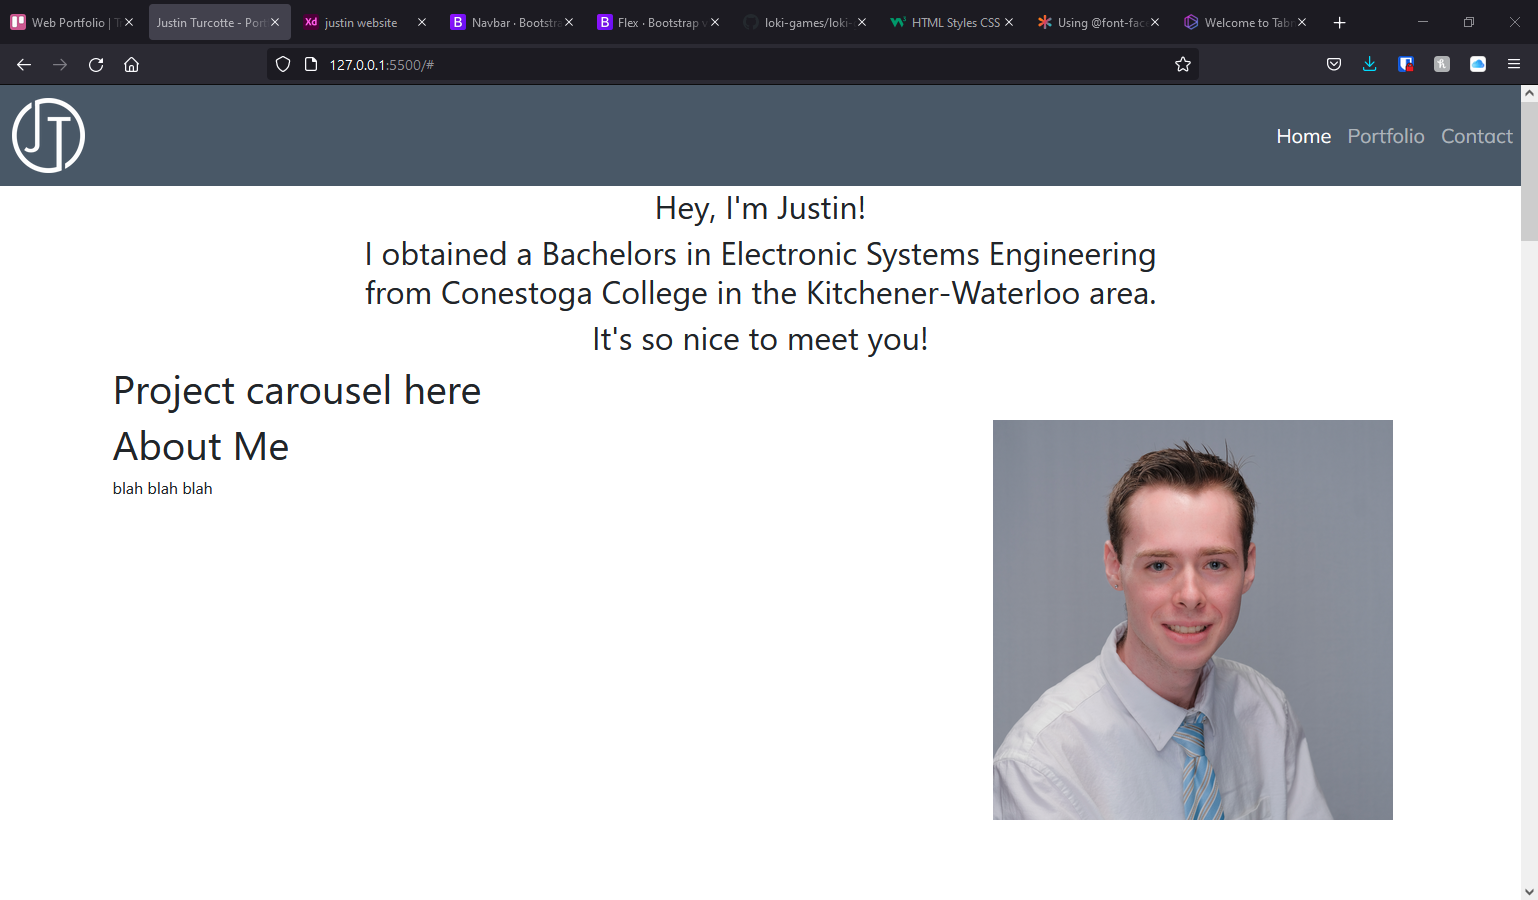 Web Portfolio | T
Justin Turcotte - Port
Xd justin website
B Navbar · Bootstra
B Flex · Bootstrap v
loki-games/loki-
HTML Styles CSS
Using @font-fac
Welcome to Tab
127.0.0.1:5500/#
JT
Home Portfolio Contact
Hey, I'm Justin!
I obtained a Bachelors in Electronic Systems Engineering
from Conestoga College in the Kitchener-Waterloo area.
It's so nice to meet you!
Project carousel here
About Me
blah blah blah